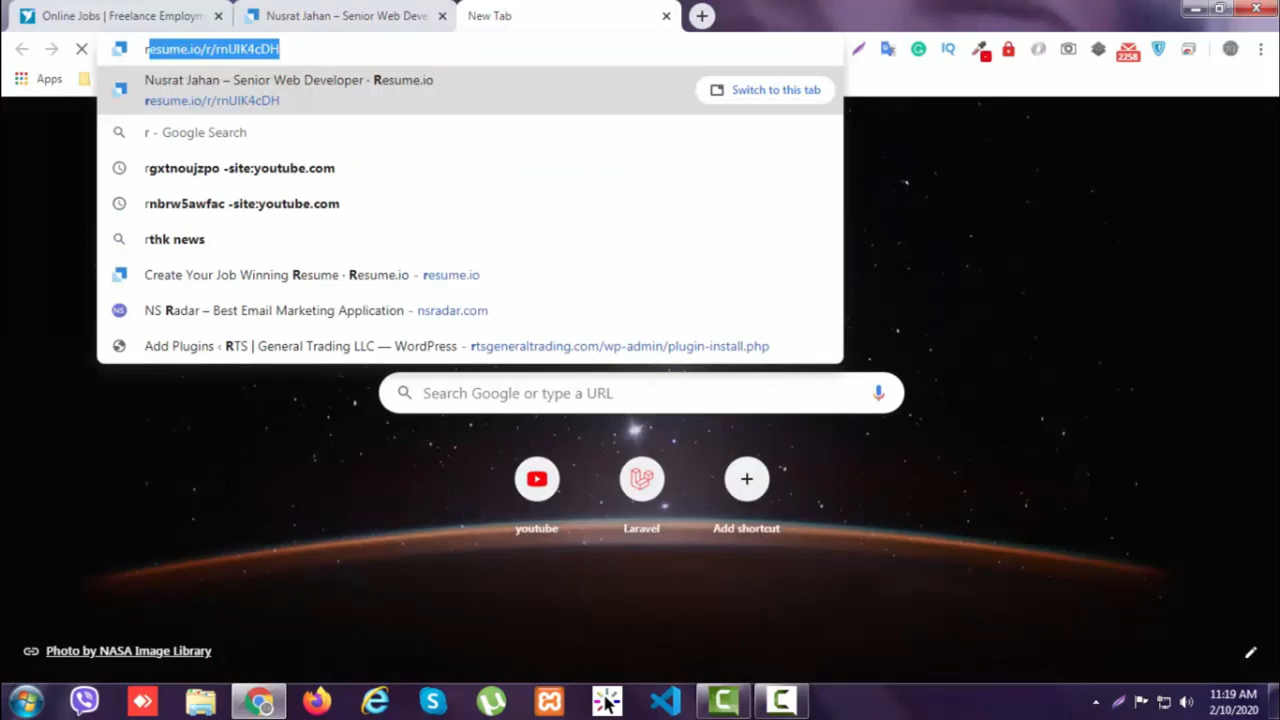 Online Jobs | Freelance Employm
Nusrat Jahan – Senior Web Deve
New Tab
resume.io/r/rnUlK4cDH
2258
Apps
Nusrat Jahan – Senior Web Developer · Resume.io
resume.io/r/rnUlK4cDH
Switch to this tab
r - Google Search
rgxtnoujzpo -site:youtube.com
rnbrw5awfac -site:youtube.com
rthk news
Create Your Job Winning Resume · Resume.io - resume.io
NS Radar – Best Email Marketing Application - nsradar.com
Add Plugins ‹ RTS | General Trading LLC — WordPress - rtsgeneraltrading.com/wp-admin/plugin-install.php
Search Google or type a URL
youtube
Laravel
Add shortcut
Photo by NASA Image Library
11:19 AM
2/10/2020